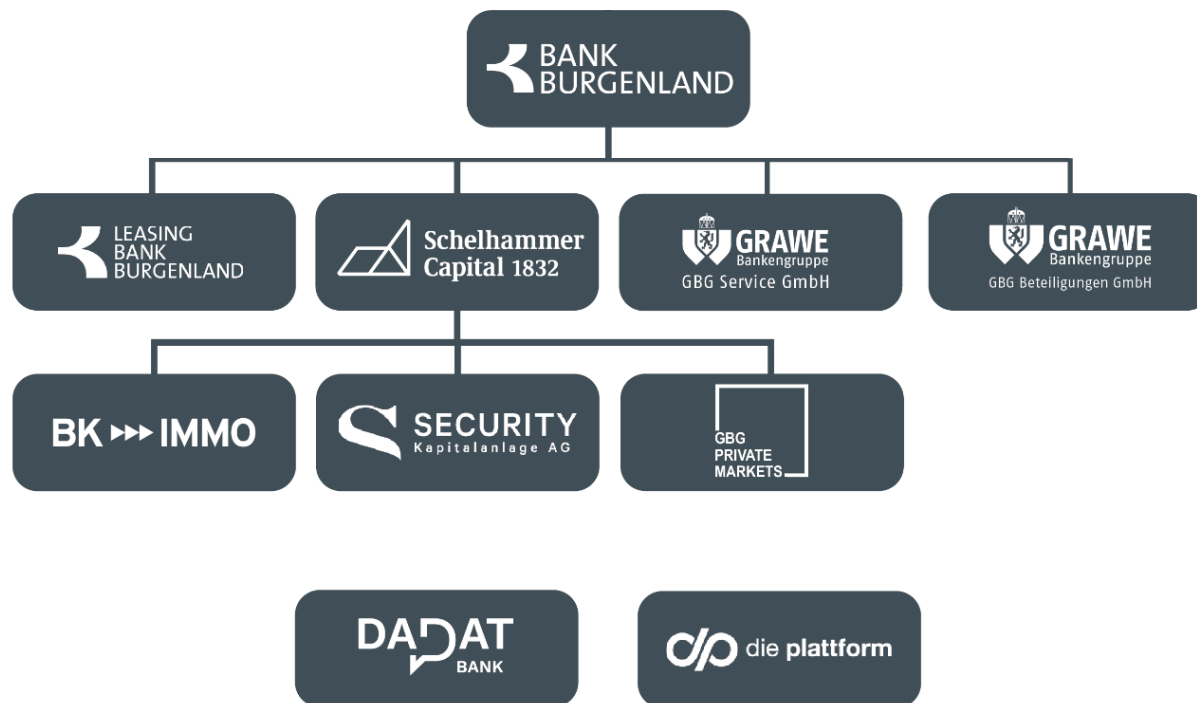 BANK
BURGENLAND
LEASING
BANK
BURGENLAND
Schelhammer
Capital 1832
GRAWE
Bankengruppe
GBG Service GmbH
GRAWE
Bankengruppe
GBG Beteiligungen GmbH
BK IMMO
SECURITY
Kapitalanlage AG
GBG
PRIVATE
MARKETS
DADAT
BANK
dp die plattform